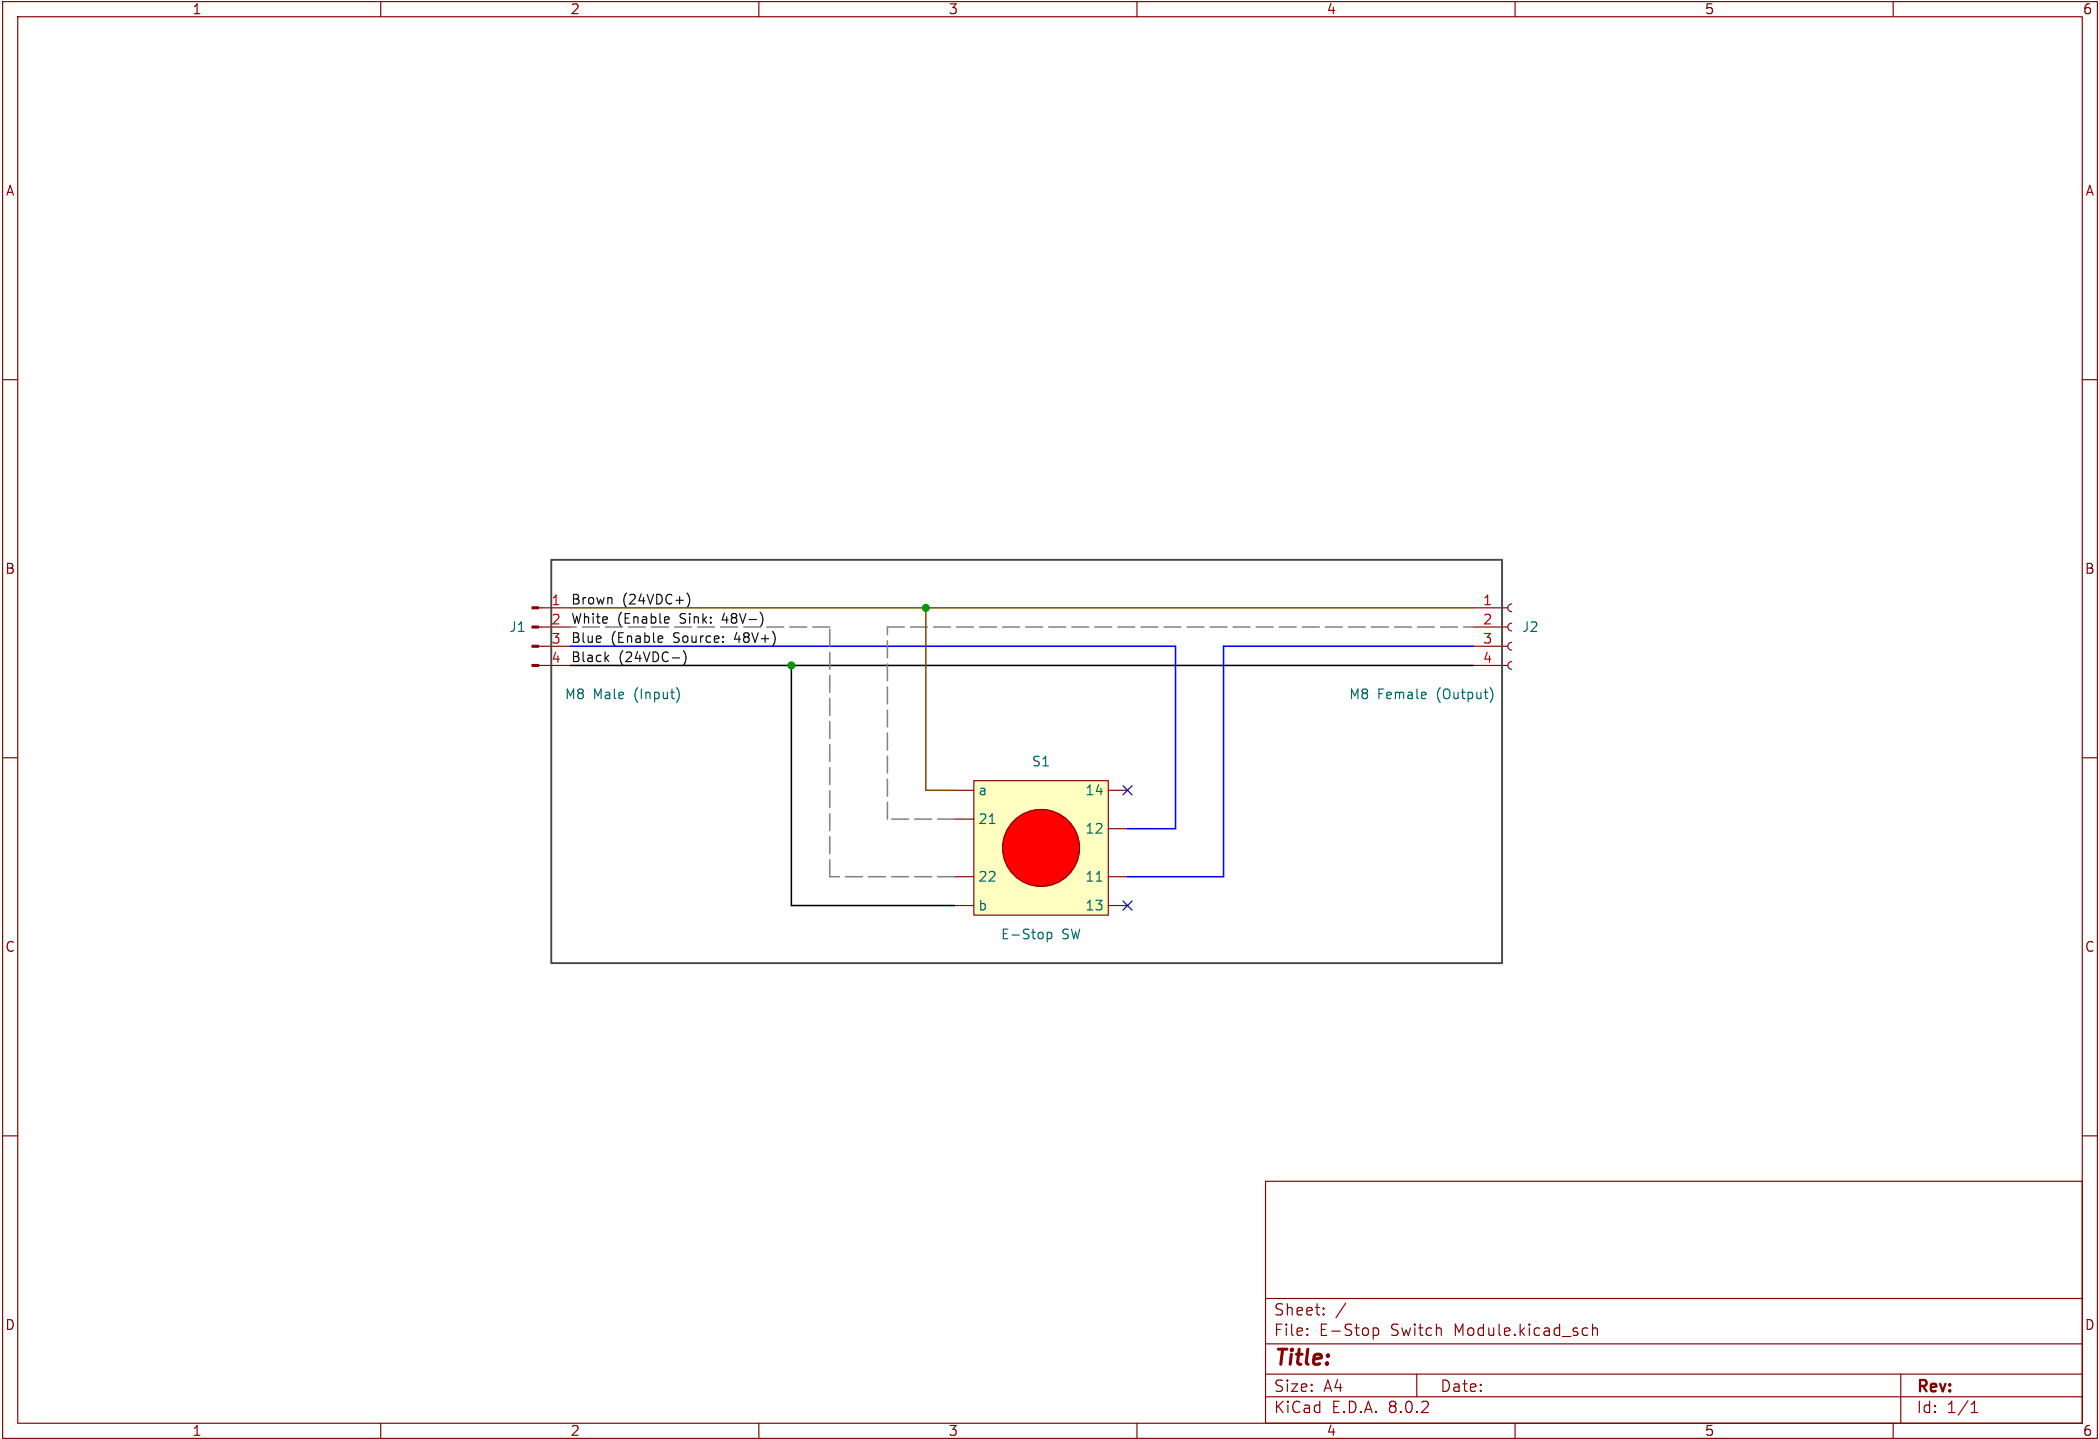 1 2 3 4 5 6
A A
B B
1 Brown (24VDC+) 1
2 White (Enable Sink: 48V-) 2
J1 J2
3 Blue (Enable Source: 48V+) 3
4 Black (24VDC-) 4
M8 Male (Input) M8 Female (Output)
S1
a 14
21
12
22 11
b 13
E-Stop SW
C C
D D
Sheet: /
File: E-Stop Switch Module.kicad_sch
Title:
Size: A4 Date: Rev:
KiCad E.D.A. 8.0.2 Id: 1/1
1 2 3 4 5 6